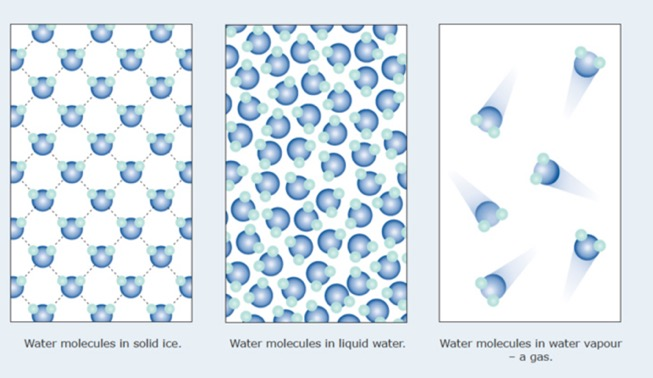 Water molecules in solid ice.
Water molecules in liquid water.
Water molecules in water vapour
– a gas.